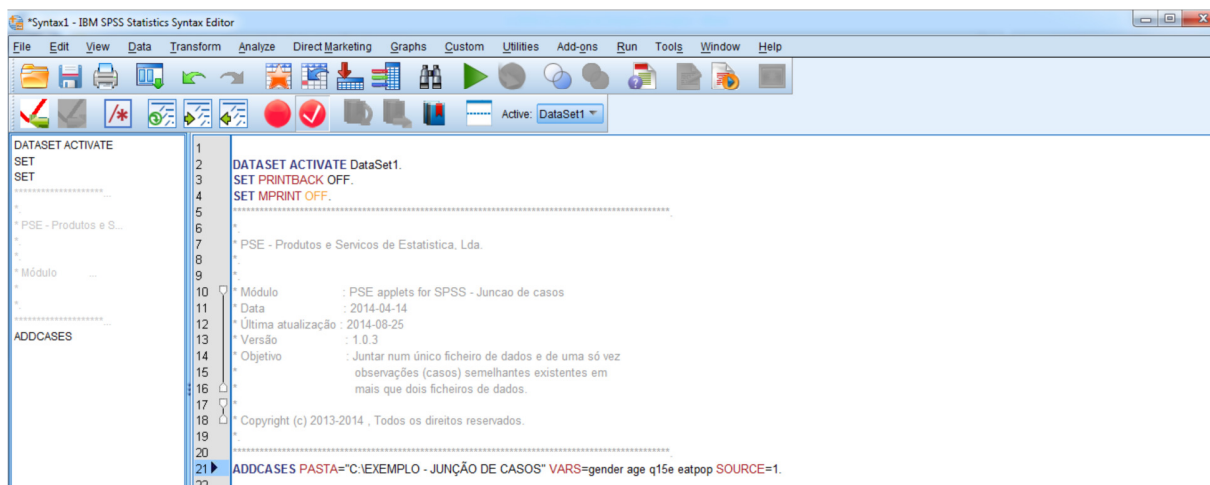 *Syntax1 - IBM SPSS Statistics Syntax Editor
File Edit View Data Transform Analyze Direct Marketing Graphs Custom Utilities Add-ons Run Tools Window Help
Active: DataSet1
DATASET ACTIVATE
SET
SET
********************...
*.
* PSE - Produtos e S...
*.
*.
* Módulo ...
*
*.
********************...
ADDCASES
1
2 DATASET ACTIVATE DataSet1.
3 SET PRINTBACK OFF.
4 SET MPRINT OFF.
5 ****************************************************************************************************.
6 *.
7 * PSE - Produtos e Servicos de Estatistica, Lda.
8 *.
9 *.
10 * Módulo : PSE applets for SPSS - Juncao de casos
11 * Data : 2014-04-14
12 * Última atualização : 2014-08-25
13 * Versão : 1.0.3
14 * Objetivo : Juntar num único ficheiro de dados e de uma só vez
15 * observações (casos) semelhantes existentes em
16 * mais que dois ficheiros de dados.
17 *
18 * Copyright (c) 2013-2014 , Todos os direitos reservados.
19 *.
20 ****************************************************************************************************.
21 ADDCASES PASTA="C:\EXEMPLO - JUNÇÃO DE CASOS" VARS=gender age q15e eatpop SOURCE=1.
22